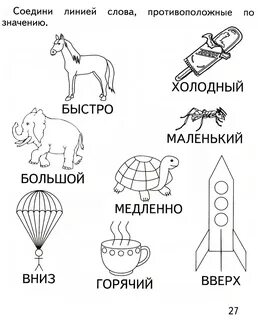 Соедини линией слова, противоположные по
значению.
БЫСТРО
ХОЛОДНЫЙ
МАЛЕНЬКИЙ
БОЛЬШОЙ
МЕДЛЕННО
ВНИЗ
ГОРЯЧИЙ
ВВЕРХ
27